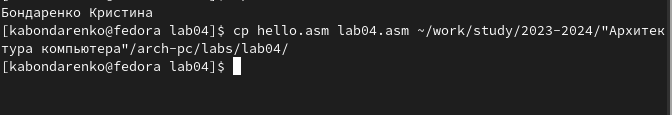 Бондаренко Кристина
[kabondarenko@fedora lab04]$ cp hello.asm lab04.asm ~/work/study/2023-2024/"Архитек
тура компьютера"/arch-pc/labs/lab04/
[kabondarenko@fedora lab04]$